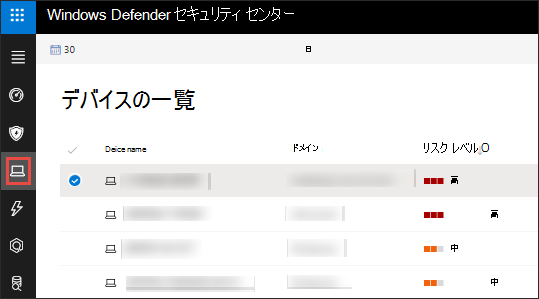 Windows Defender セキュリティ センター
30 日
デバイスの一覧
Deice name ドメイン リスク レベル
高
高
中
中